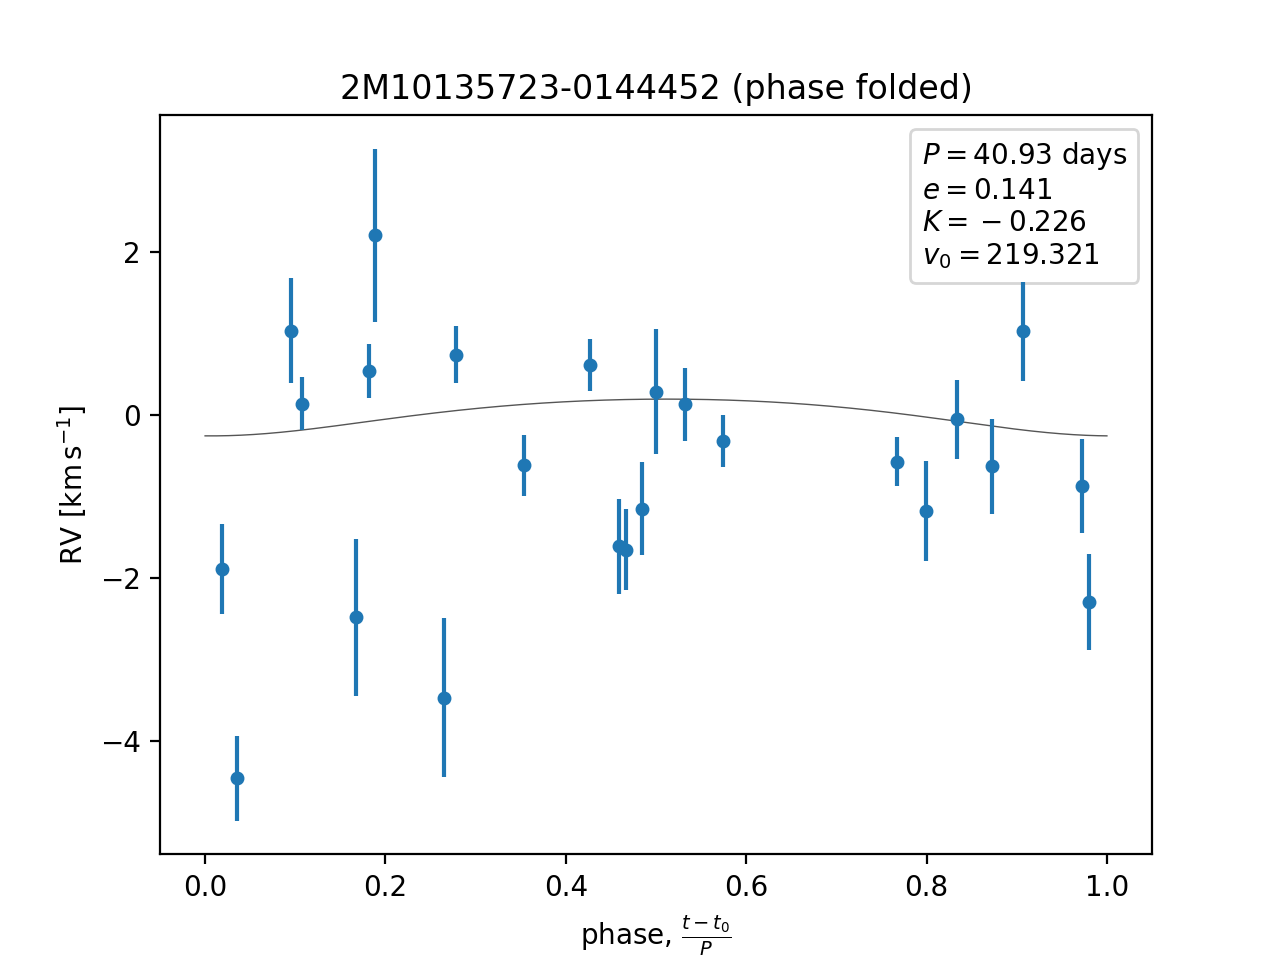 2M10135723-0144452 (phase folded)
P = 40.93 days
e = 0.141
K = −0.226
v₀ = 219.321
2
0
−2
−4
RV [km s⁻¹]
0.0 0.2 0.4 0.6 0.8 1.0
phase, (t − t₀)/P